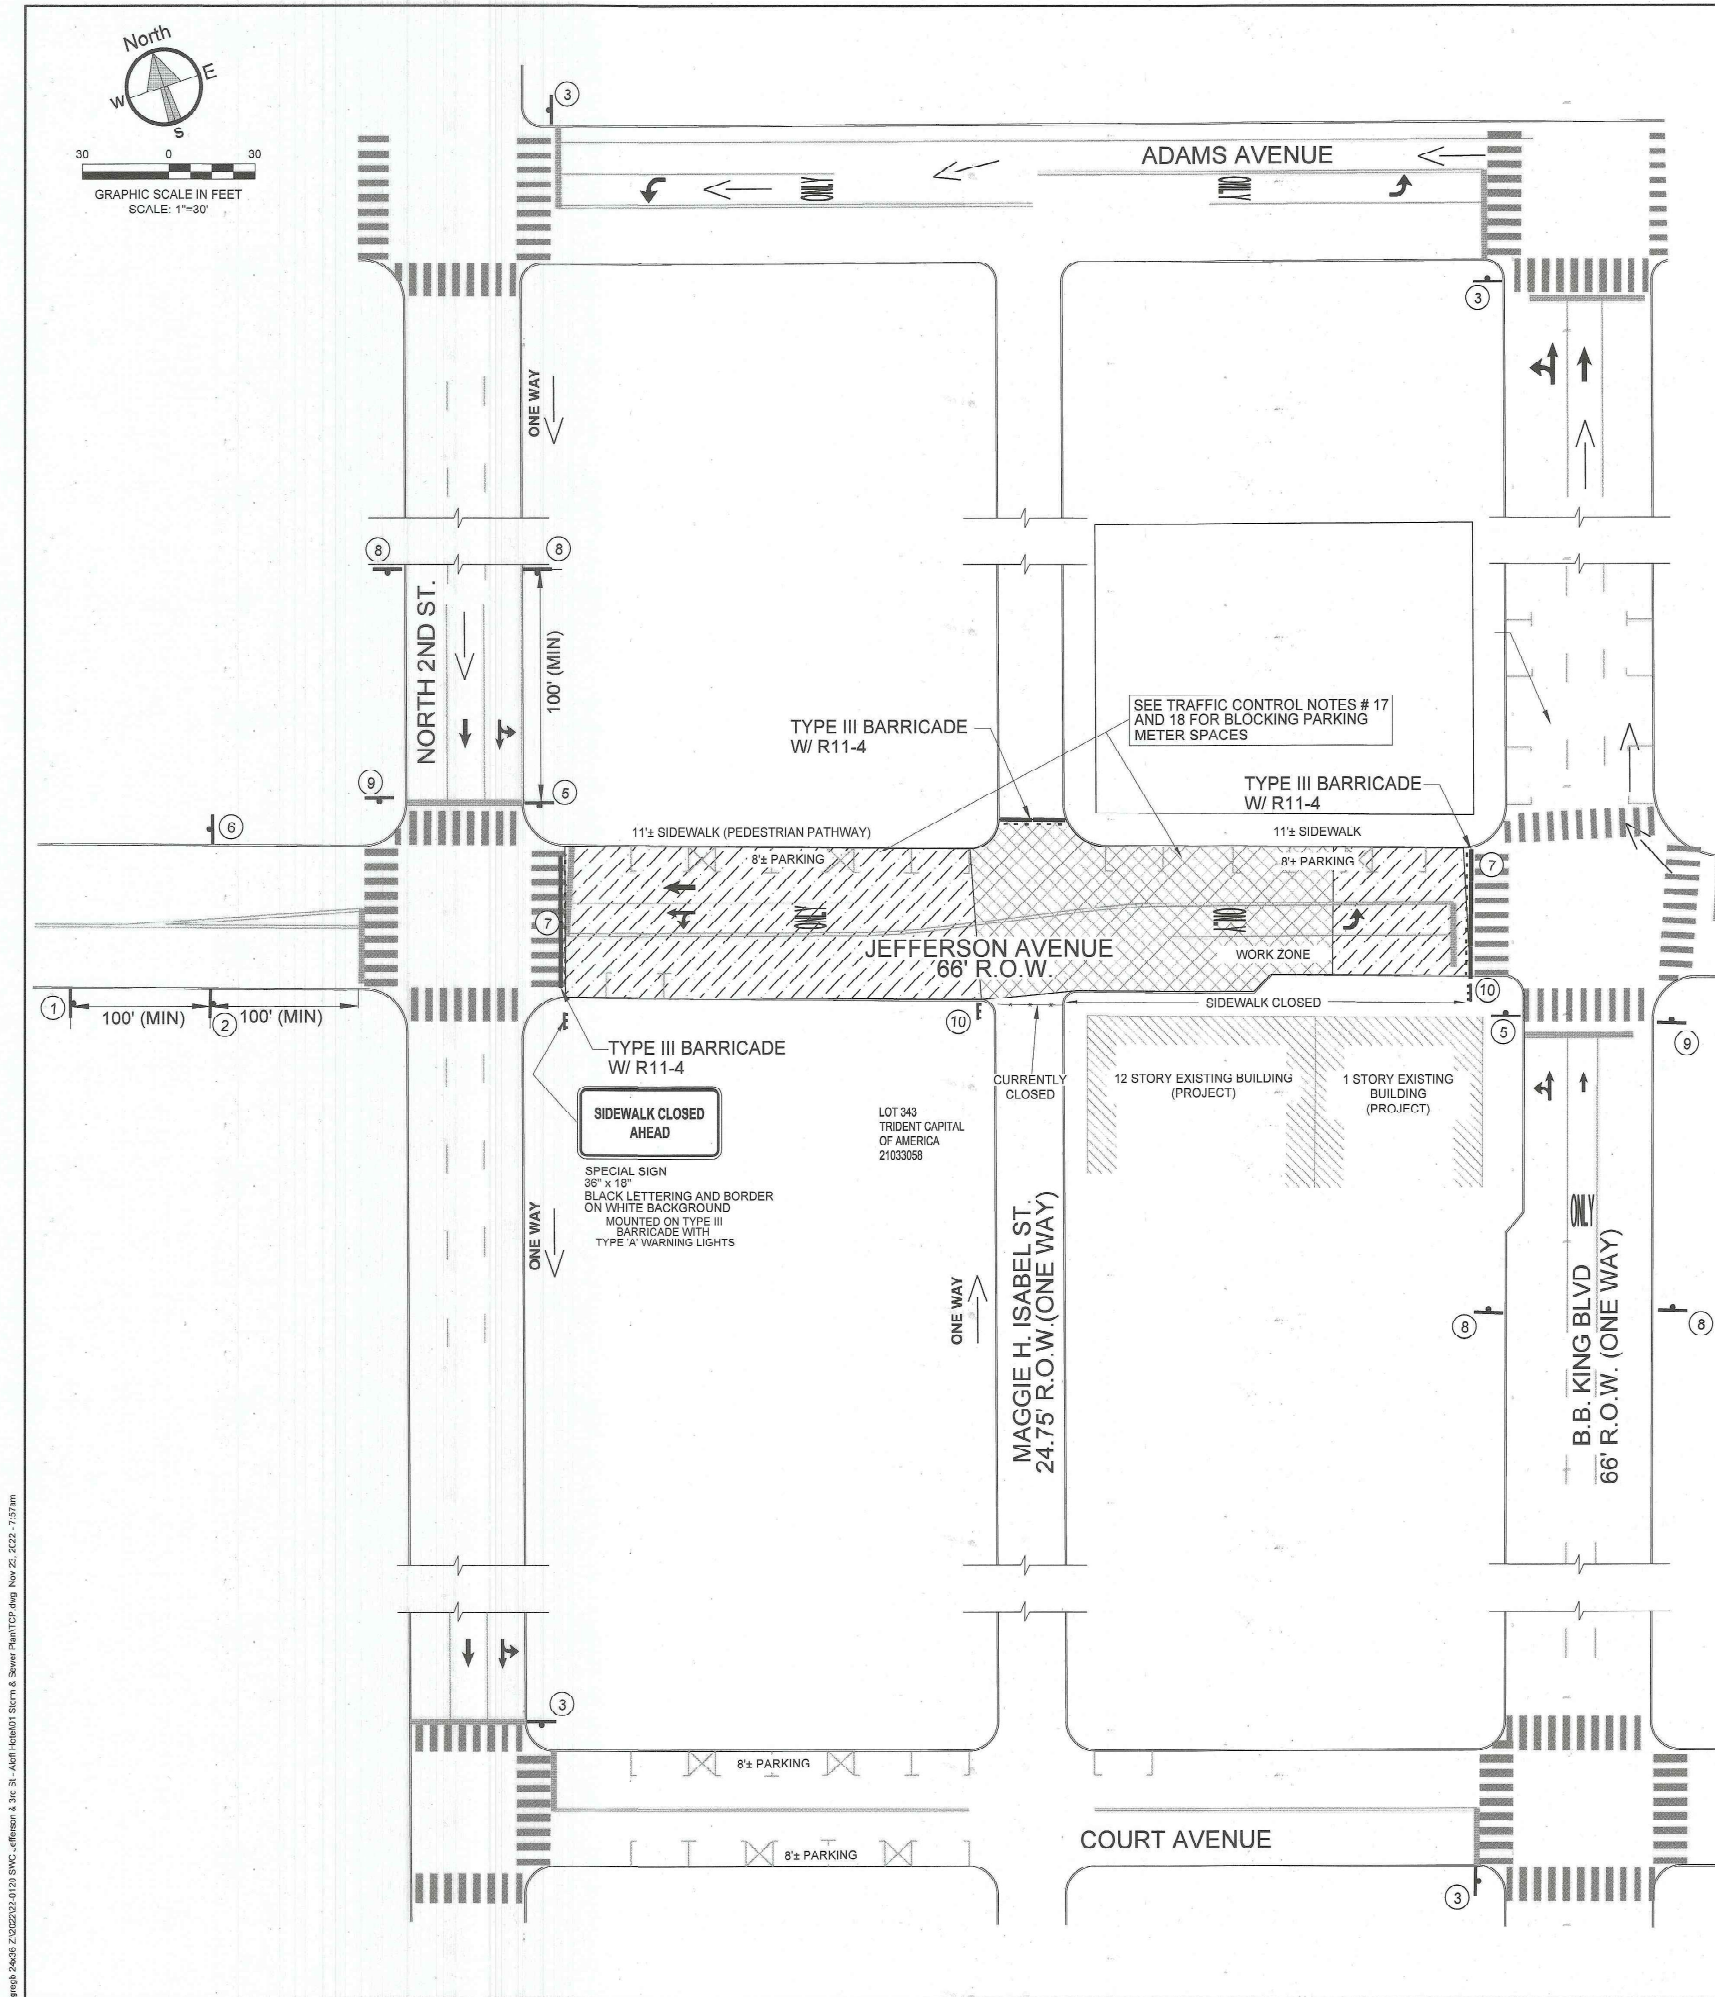 North
W
E
S
30 0 30
GRAPHIC SCALE IN FEET
SCALE: 1"=30'
3
ADAMS AVENUE
ONLY
ONLY
3
ONE WAY
8
8
NORTH 2ND ST.
100' (MIN)
SEE TRAFFIC CONTROL NOTES # 17
AND 18 FOR BLOCKING PARKING
METER SPACES
TYPE III BARRICADE
W/ R11-4
TYPE III BARRICADE
W/ R11-4
9
5
6
11'± SIDEWALK (PEDESTRIAN PATHWAY)
11'± SIDEWALK
8'± PARKING
8'± PARKING
7
ONLY
ONLY
7
JEFFERSON AVENUE
66' R.O.W.
WORK ZONE
1
100' (MIN)
2
100' (MIN)
10
SIDEWALK CLOSED
10
5
9
TYPE III BARRICADE
W/ R11-4
CURRENTLY
CLOSED
12 STORY EXISTING BUILDING
(PROJECT)
1 STORY EXISTING
BUILDING
(PROJECT)
SIDEWALK CLOSED
AHEAD
LOT 343
TRIDENT CAPITAL
OF AMERICA
21033058
SPECIAL SIGN
36" x 18"
BLACK LETTERING AND BORDER
ON WHITE BACKGROUND
MOUNTED ON TYPE III
BARRICADE WITH
TYPE 'A' WARNING LIGHTS
ONE WAY
ONE WAY
MAGGIE H. ISABEL ST.
24.75' R.O.W.(ONE WAY)
ONLY
B.B. KING BLVD
66' R.O.W. (ONE WAY)
8
8
3
8'± PARKING
COURT AVENUE
8'± PARKING
3
24x36
Nov 23, 2022 - 7:57am